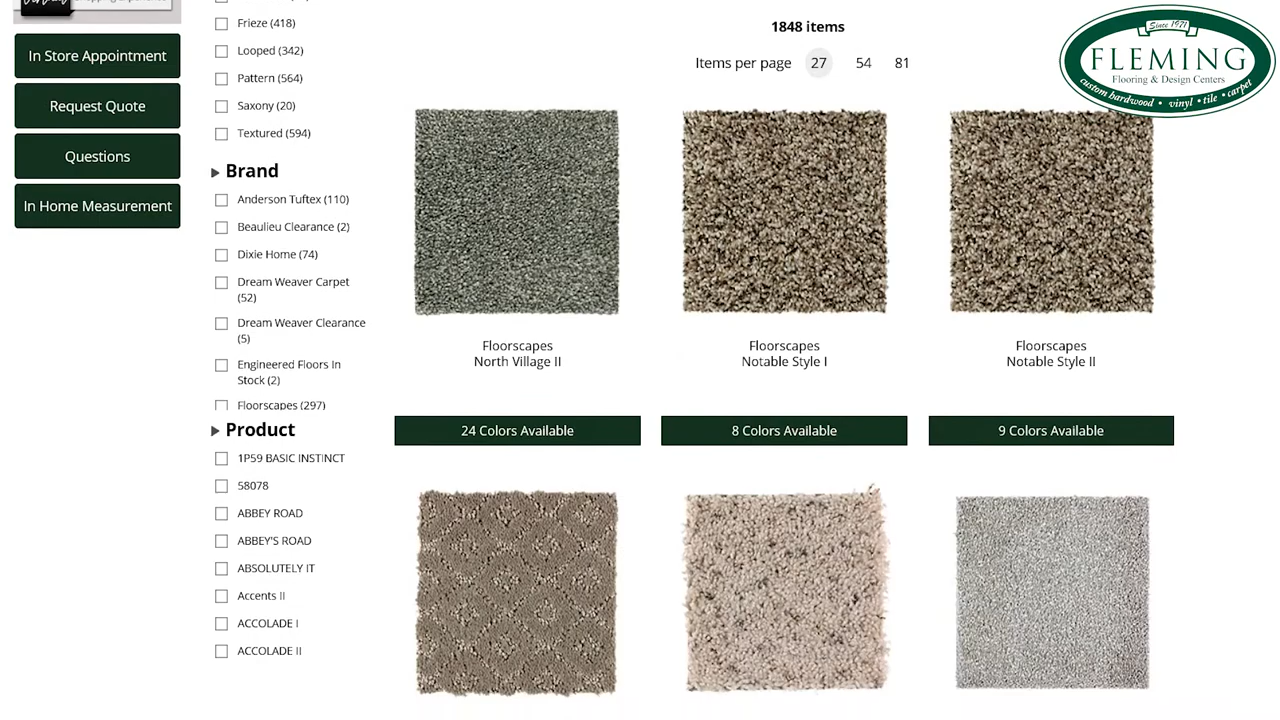 In Store Appointment
Request Quote
Questions
In Home Measurement
Frieze (418)
Looped (342)
Pattern (564)
Saxony (20)
Textured (594)
Brand
Anderson Tuftex (110)
Beaulieu Clearance (2)
Dixie Home (74)
Dream Weaver Carpet
(52)
Dream Weaver Clearance
(5)
Engineered Floors In
Stock (2)
Floorscapes (297)
Product
1P59 BASIC INSTINCT
58078
ABBEY ROAD
ABBEY'S ROAD
ABSOLUTELY IT
Accents II
ACCOLADE I
ACCOLADE II
1848 items
Items per page 27 54 81
Since 1971
FLEMING
Flooring & Design Centers
custom hardwood • vinyl • tile • carpet
Floorscapes
North Village II
Floorscapes
Notable Style I
Floorscapes
Notable Style II
24 Colors Available
8 Colors Available
9 Colors Available